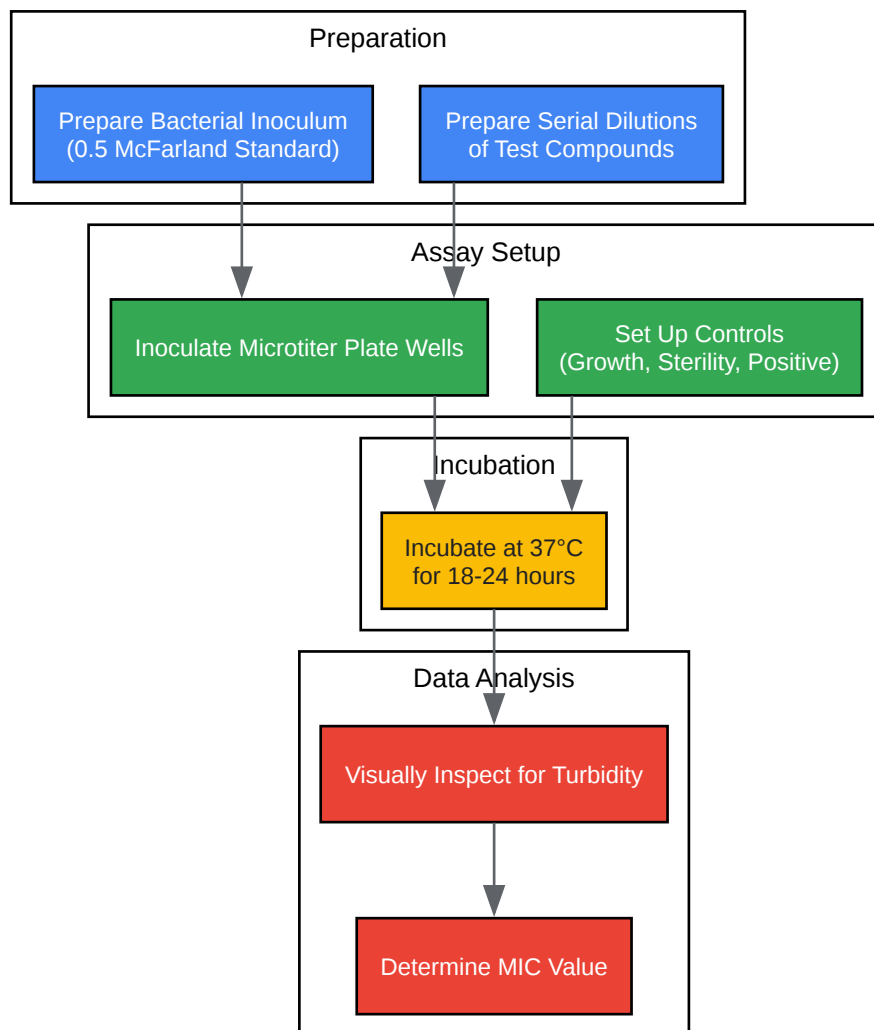 Preparation
Prepare Bacterial Inoculum
(0.5 McFarland Standard)
Prepare Serial Dilutions
of Test Compounds
Assay Setup
Inoculate Microtiter Plate Wells
Set Up Controls
(Growth, Sterility, Positive)
Incubation
Incubate at 37°C
for 18-24 hours
Data Analysis
Visually Inspect for Turbidity
Determine MIC Value